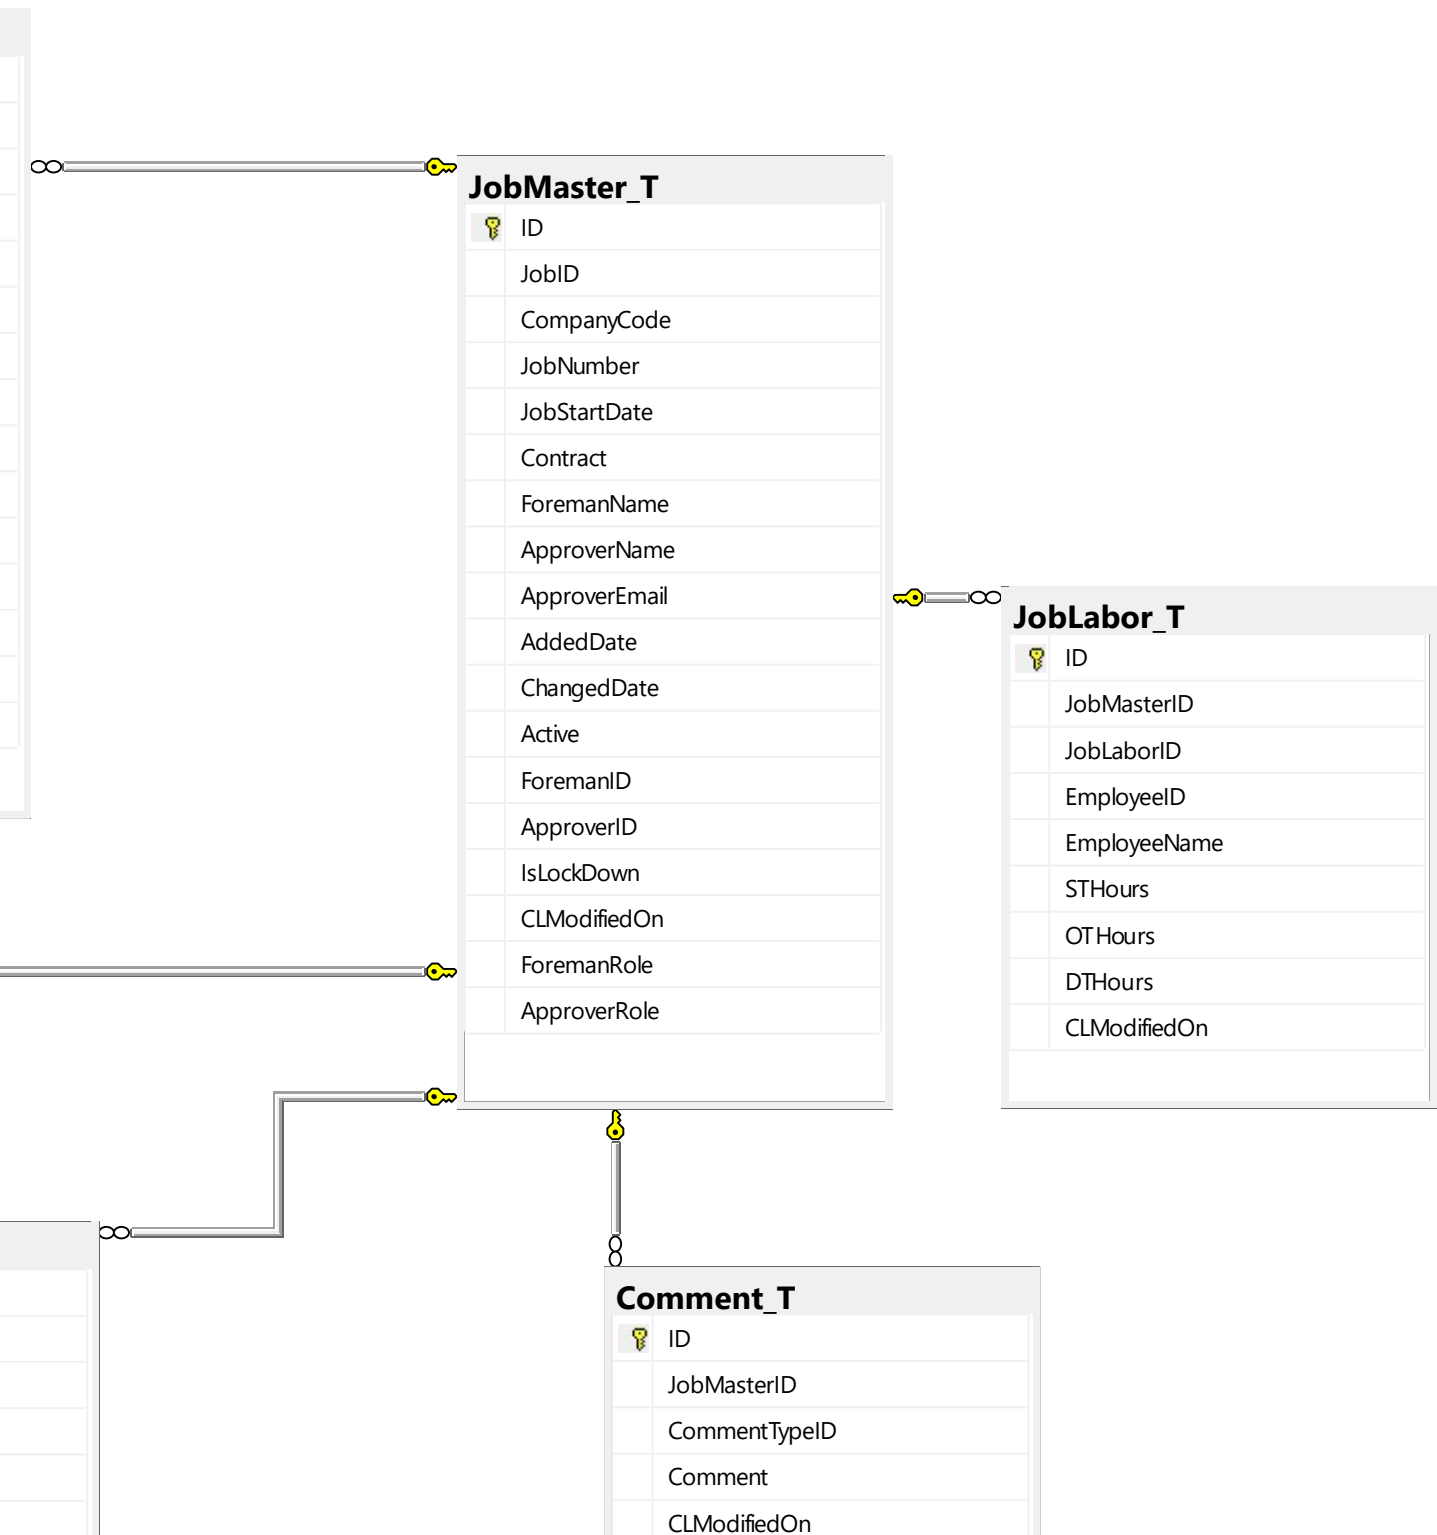 JobMaster_T
ID
JobID
CompanyCode
JobNumber
JobStartDate
Contract
ForemanName
ApproverName
ApproverEmail
AddedDate
ChangedDate
Active
ForemanID
ApproverID
IsLockDown
CLModifiedOn
ForemanRole
ApproverRole
JobLabor_T
ID
JobMasterID
JobLaborID
EmployeeID
EmployeeName
STHours
OTHours
DTHours
CLModifiedOn
Comment_T
ID
JobMasterID
CommentTypeID
Comment
CLModifiedOn